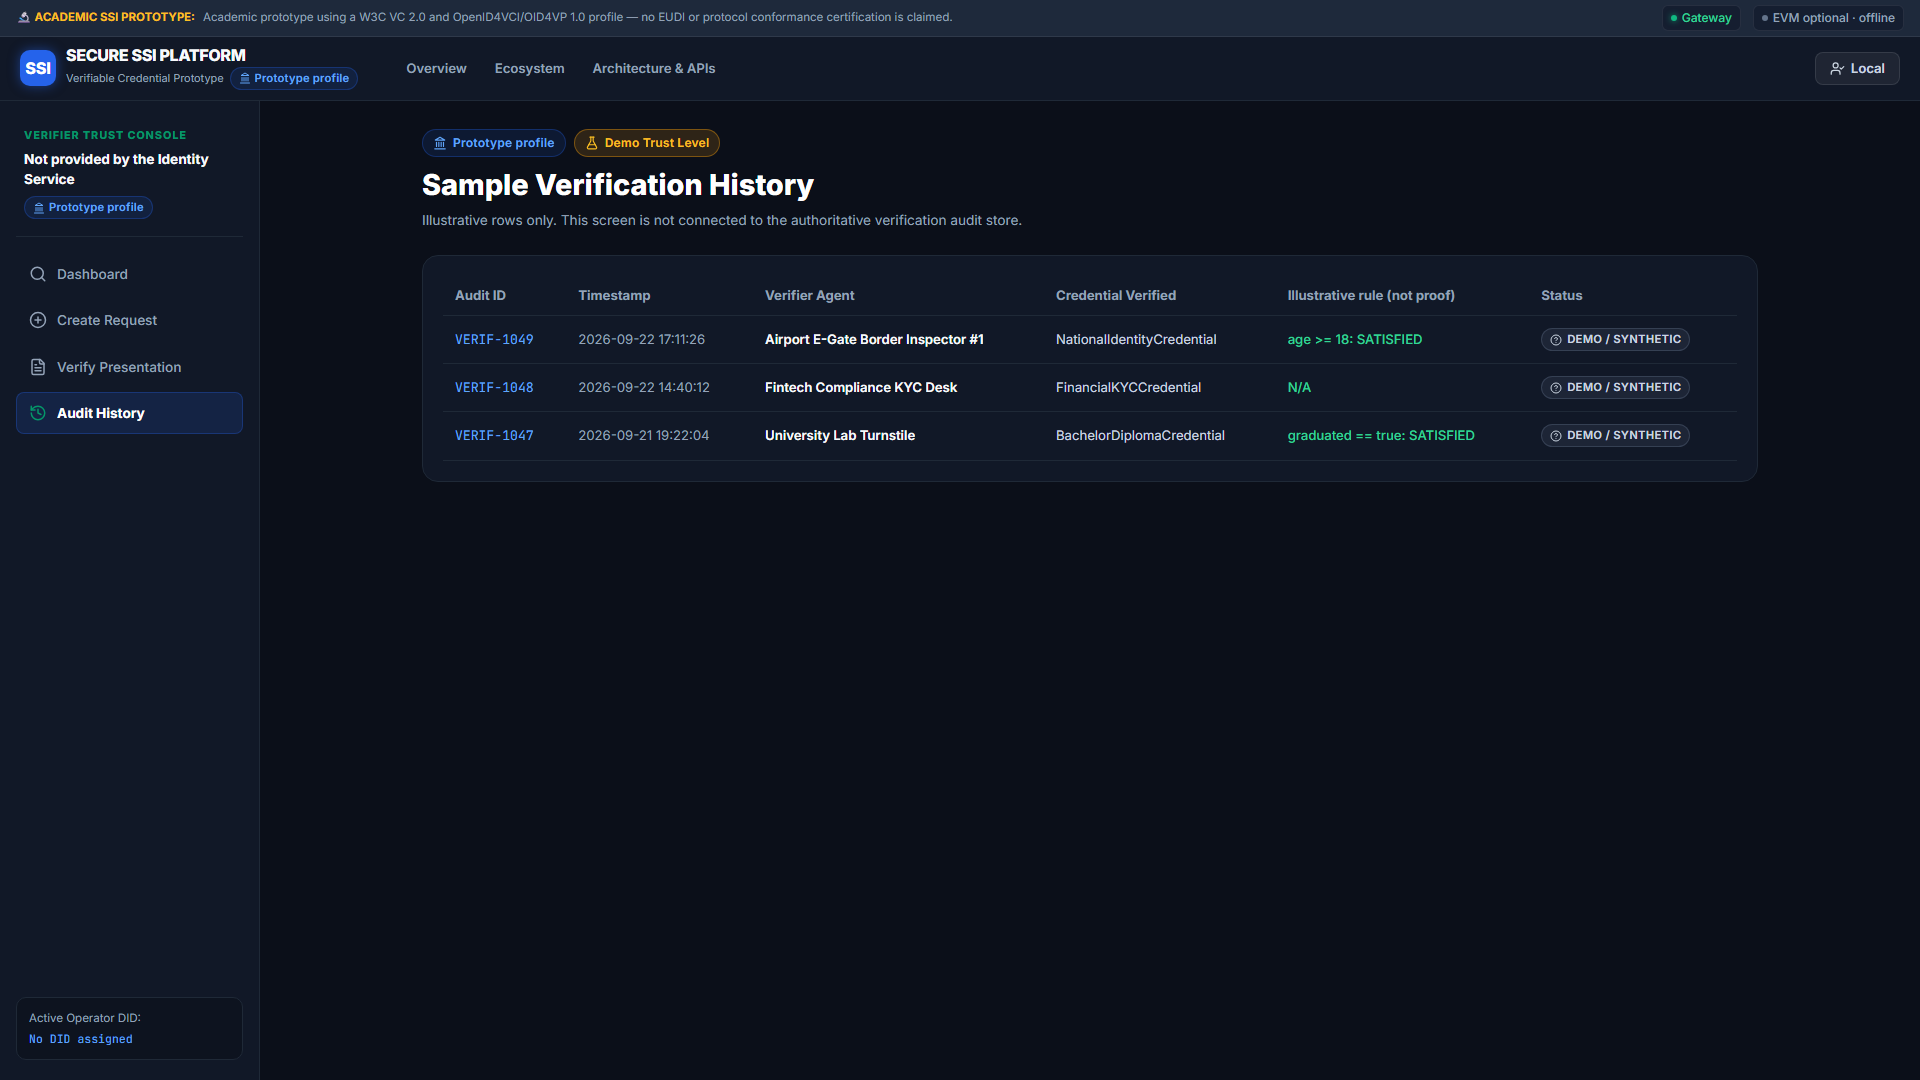 ACADEMIC SSI PROTOTYPE: Academic prototype using a W3C VC 2.0 and OpenID4VCI/OID4VP 1.0 profile — no EUDI or protocol conformance certification is claimed.
Gateway
EVM optional · offline
SSI
SECURE SSI PLATFORM
Verifiable Credential Prototype
Prototype profile
Overview
Ecosystem
Architecture & APIs
Local
VERIFIER TRUST CONSOLE
Not provided by the Identity
Service
Prototype profile
Dashboard
Create Request
Verify Presentation
Audit History
Active Operator DID:
No DID assigned
Prototype profile
Demo Trust Level
Sample Verification History
Illustrative rows only. This screen is not connected to the authoritative verification audit store.
Audit ID Timestamp Verifier Agent Credential Verified Illustrative rule (not proof) Status
VERIF-1049 2026-09-22 17:11:26 Airport E-Gate Border Inspector #1 NationalIdentityCredential age >= 18: SATISFIED DEMO / SYNTHETIC
VERIF-1048 2026-09-22 14:40:12 Fintech Compliance KYC Desk FinancialKYCCredential N/A DEMO / SYNTHETIC
VERIF-1047 2026-09-21 19:22:04 University Lab Turnstile BachelorDiplomaCredential graduated == true: SATISFIED DEMO / SYNTHETIC